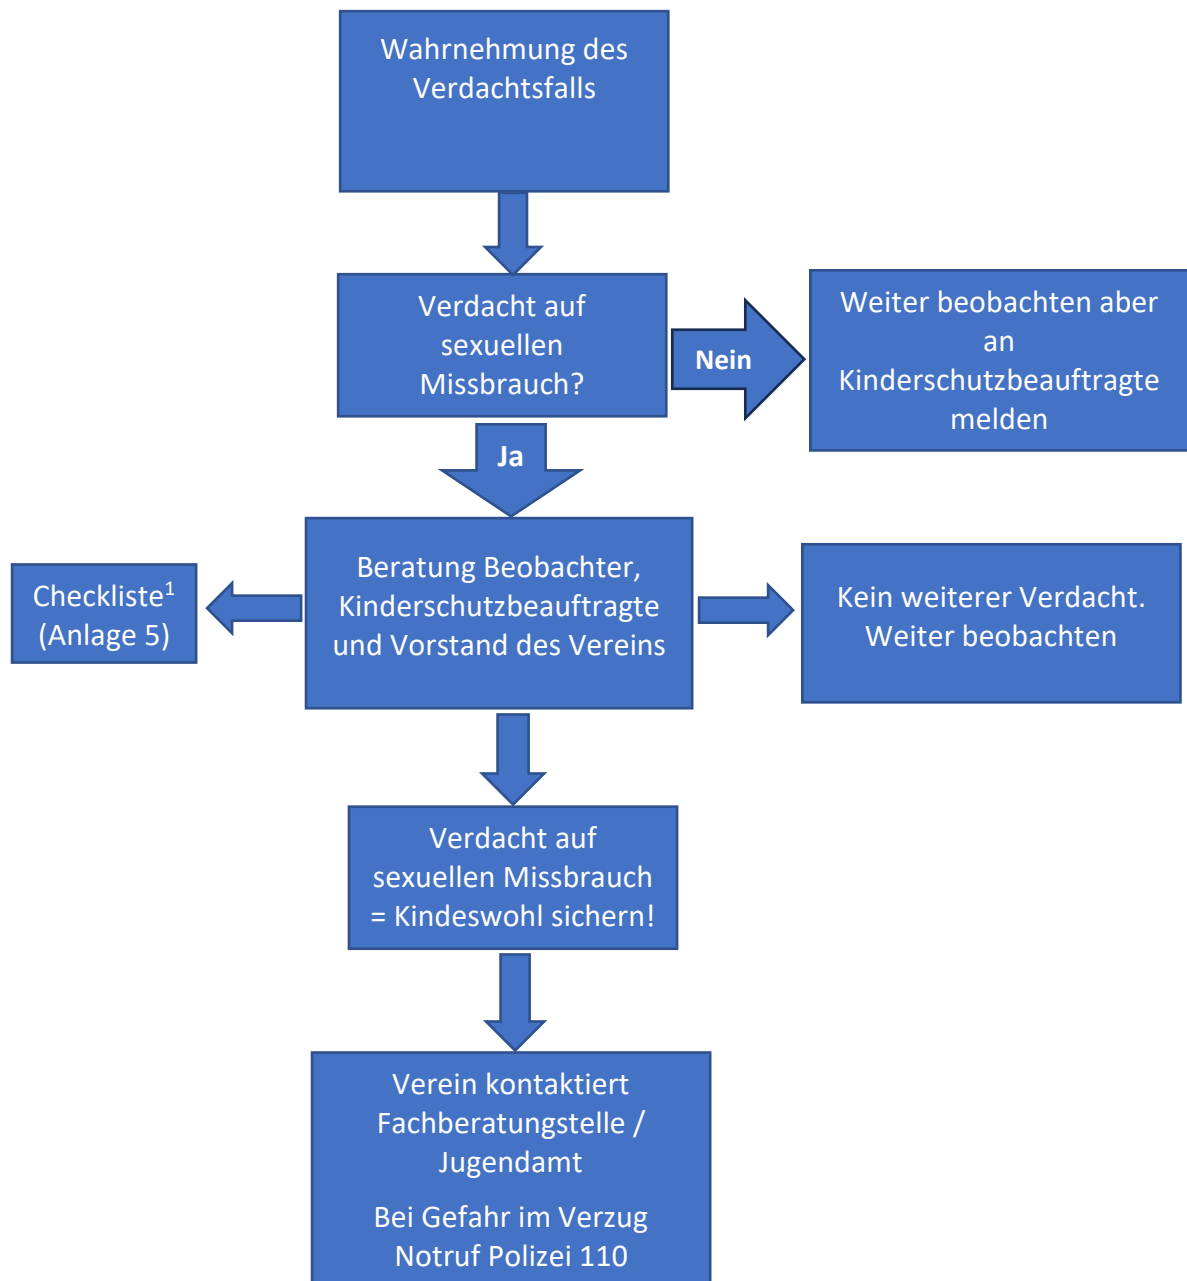 Wahrnehmung des
Verdachtsfalls
Verdacht auf
sexuellen
Missbrauch?
Nein
Weiter beobachten aber
an
Kinderschutzbeauftragte
melden
Ja
Checkliste¹
(Anlage 5)
Beratung Beobachter,
Kinderschutzbeauftragte
und Vorstand des Vereins
Kein weiterer Verdacht.
Weiter beobachten
Verdacht auf
sexuellen Missbrauch
= Kindeswohl sichern!
Verein kontaktiert
Fachberatungstelle /
Jugendamt
Bei Gefahr im Verzug
Notruf Polizei 110